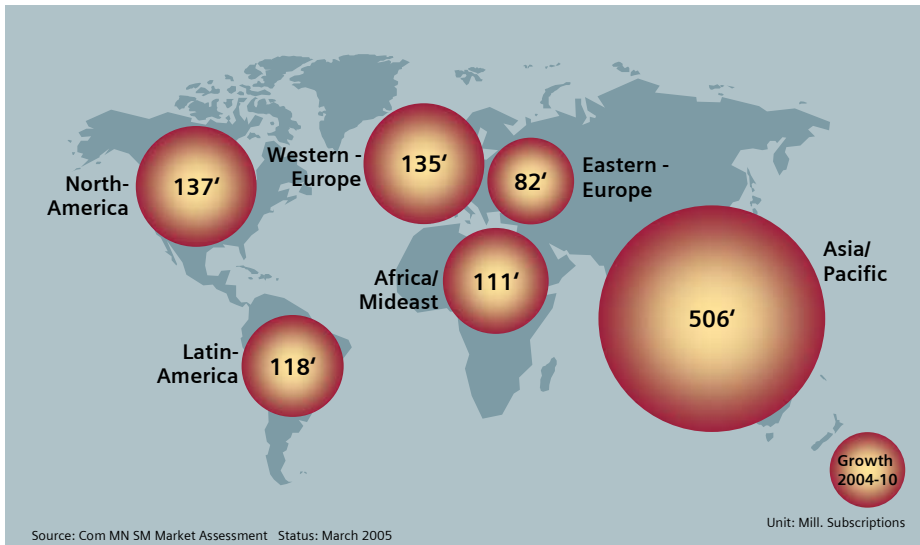 North-
America
137‘
Western -
Europe
135‘
82‘
Eastern -
Europe
Africa/
Mideast
111‘
Asia/
Pacific
506‘
Latin-
America
118‘
Growth
2004-10
Unit: Mill. Subscriptions
Source: Com MN SM Market Assessment Status: March 2005